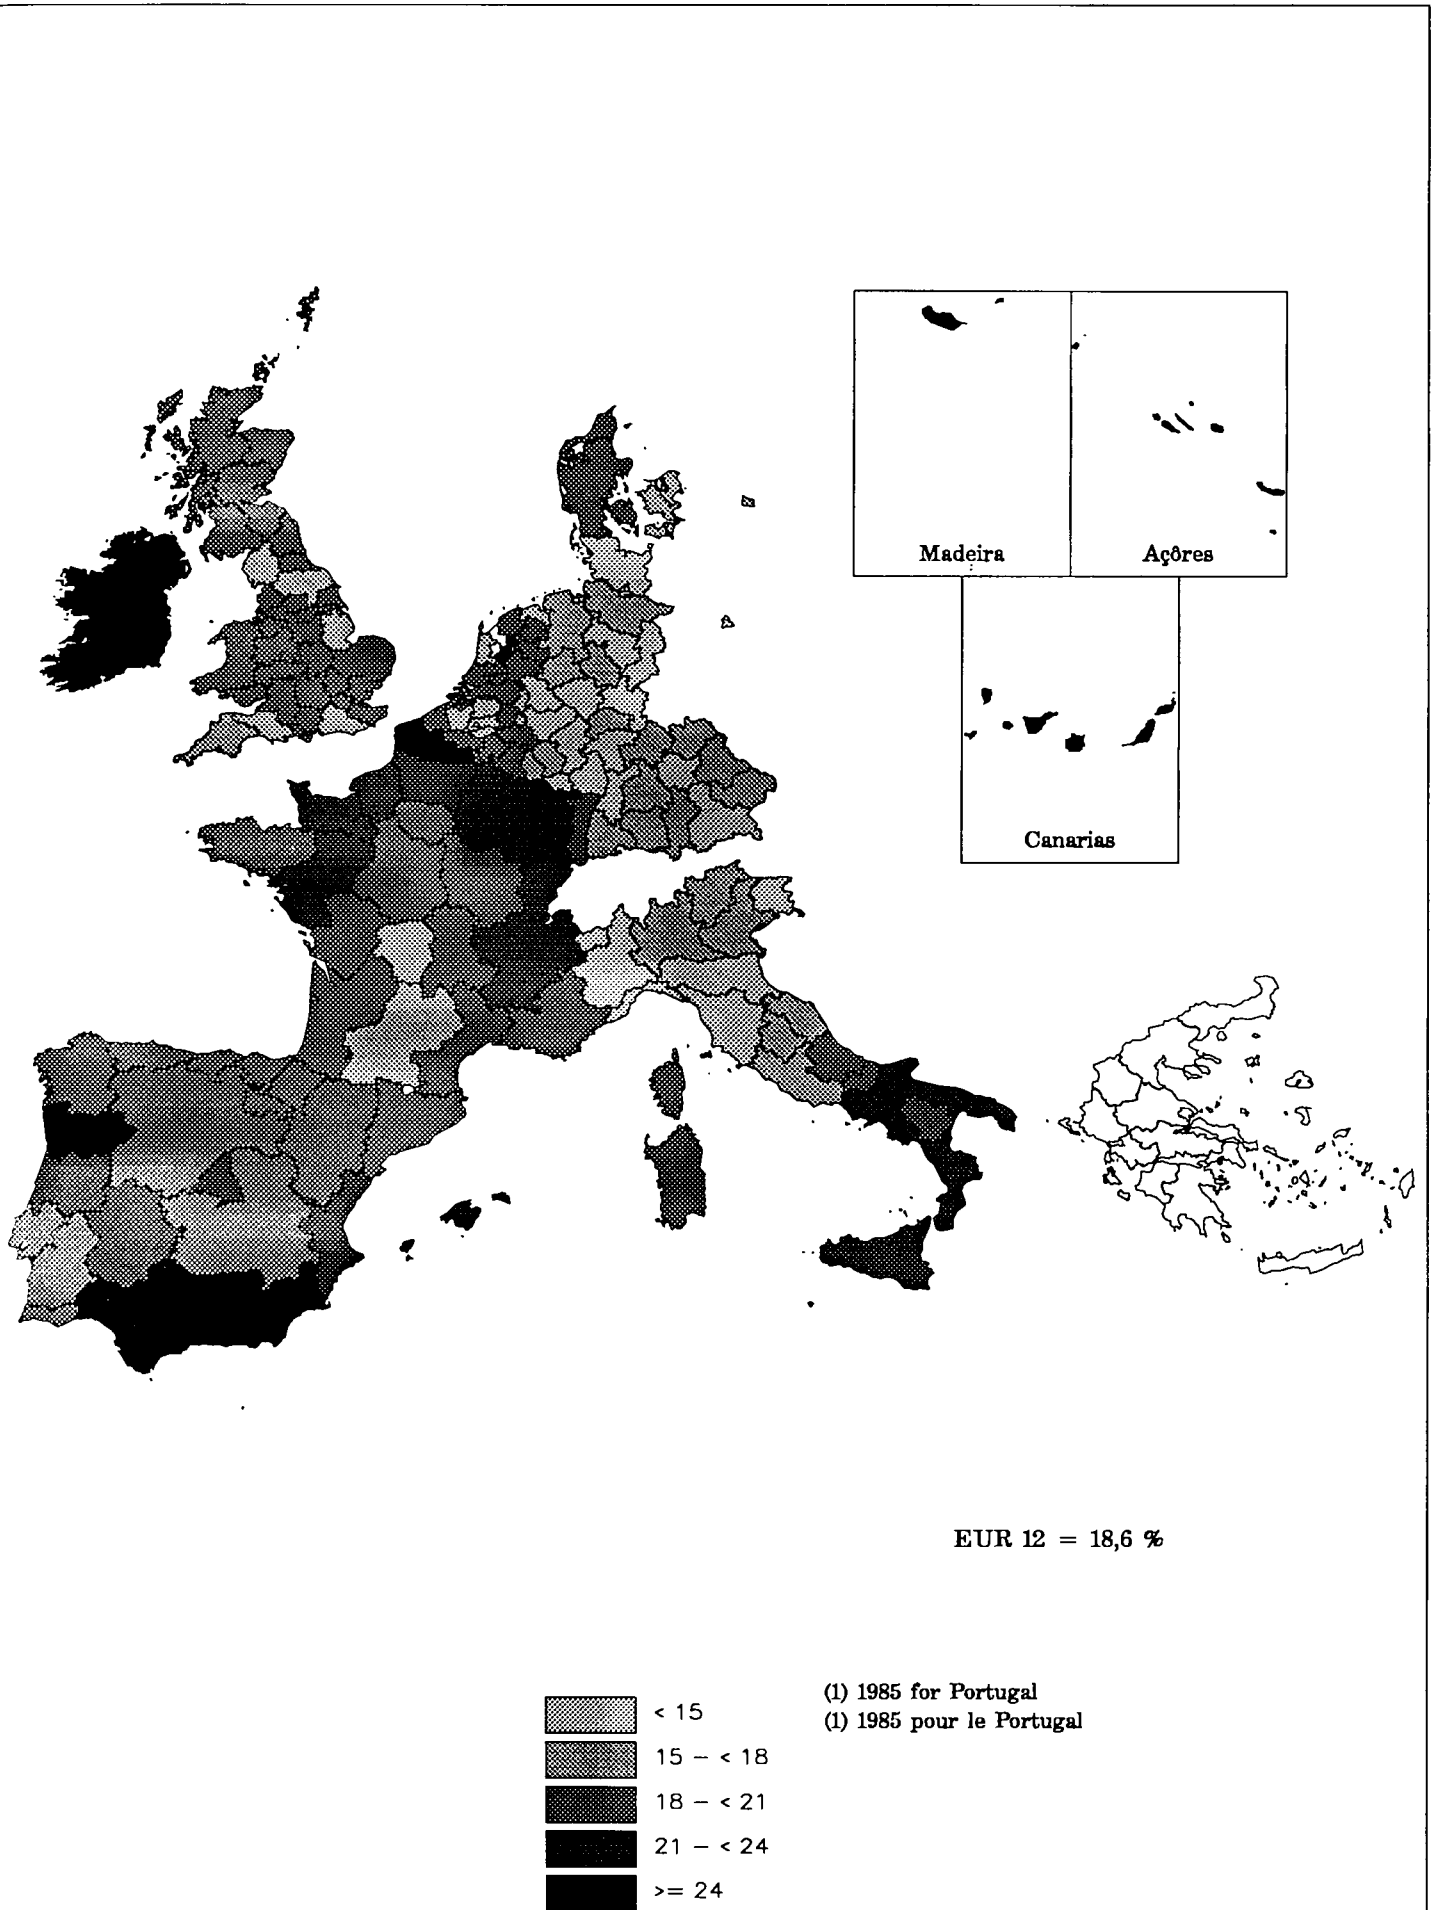 Madeira
Açôres
Canarias
EUR 12 = 18,6 %
(1) 1985 for Portugal
(1) 1985 pour le Portugal
< 15
15 – < 18
18 – < 21
21 – < 24
>= 24